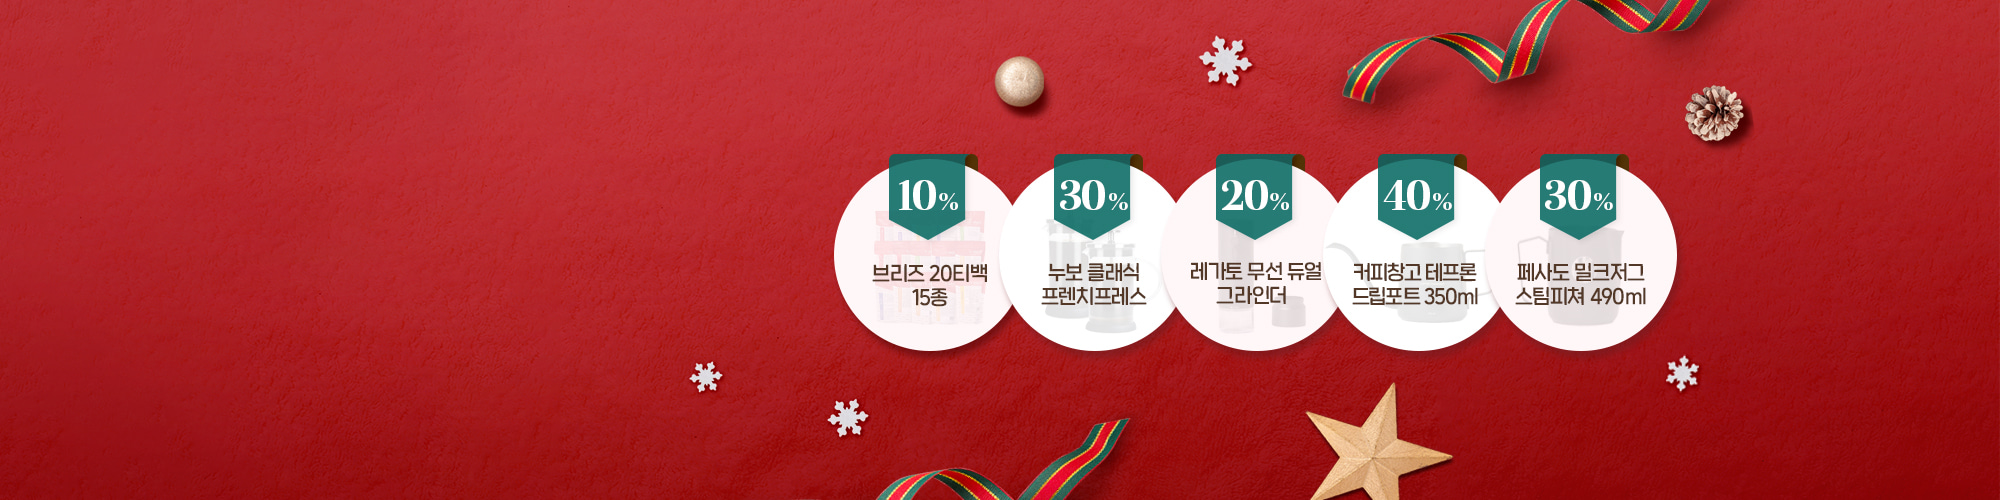 10%
브리즈 20티백
15종
30%
누보 클래식
프렌치프레스
20%
레가토 무선 듀얼
그라인더
40%
커피창고 테프론
드립포트 350ml
30%
페사도 밀크저그
스팀피쳐 490ml